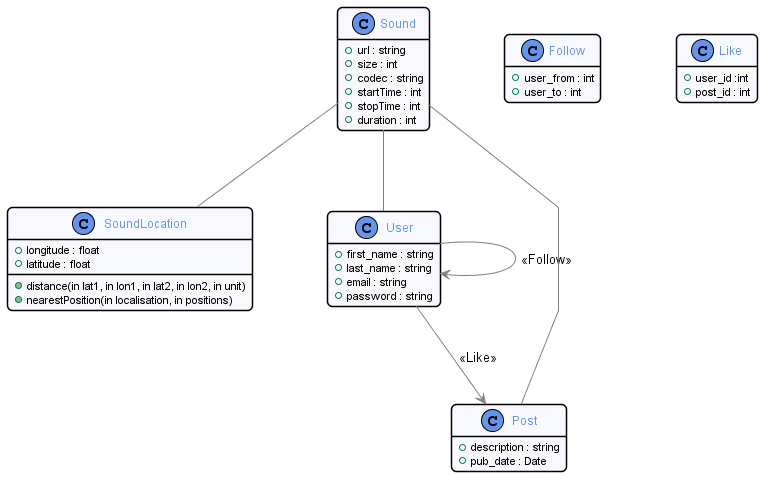 C Sound
url : string
size : int
codec : string
startTime : int
stopTime : int
duration : int
C Follow
user_from : int
user_to : int
C Like
user_id :int
post_id : int
C SoundLocation
longitude : float
latitude : float
distance(in lat1, in lon1, in lat2, in lon2, in unit)
nearestPosition(in localisation, in positions)
C User
first_name : string
last_name : string
email : string
password : string
«Follow»
«Like»
C Post
description : string
pub_date : Date